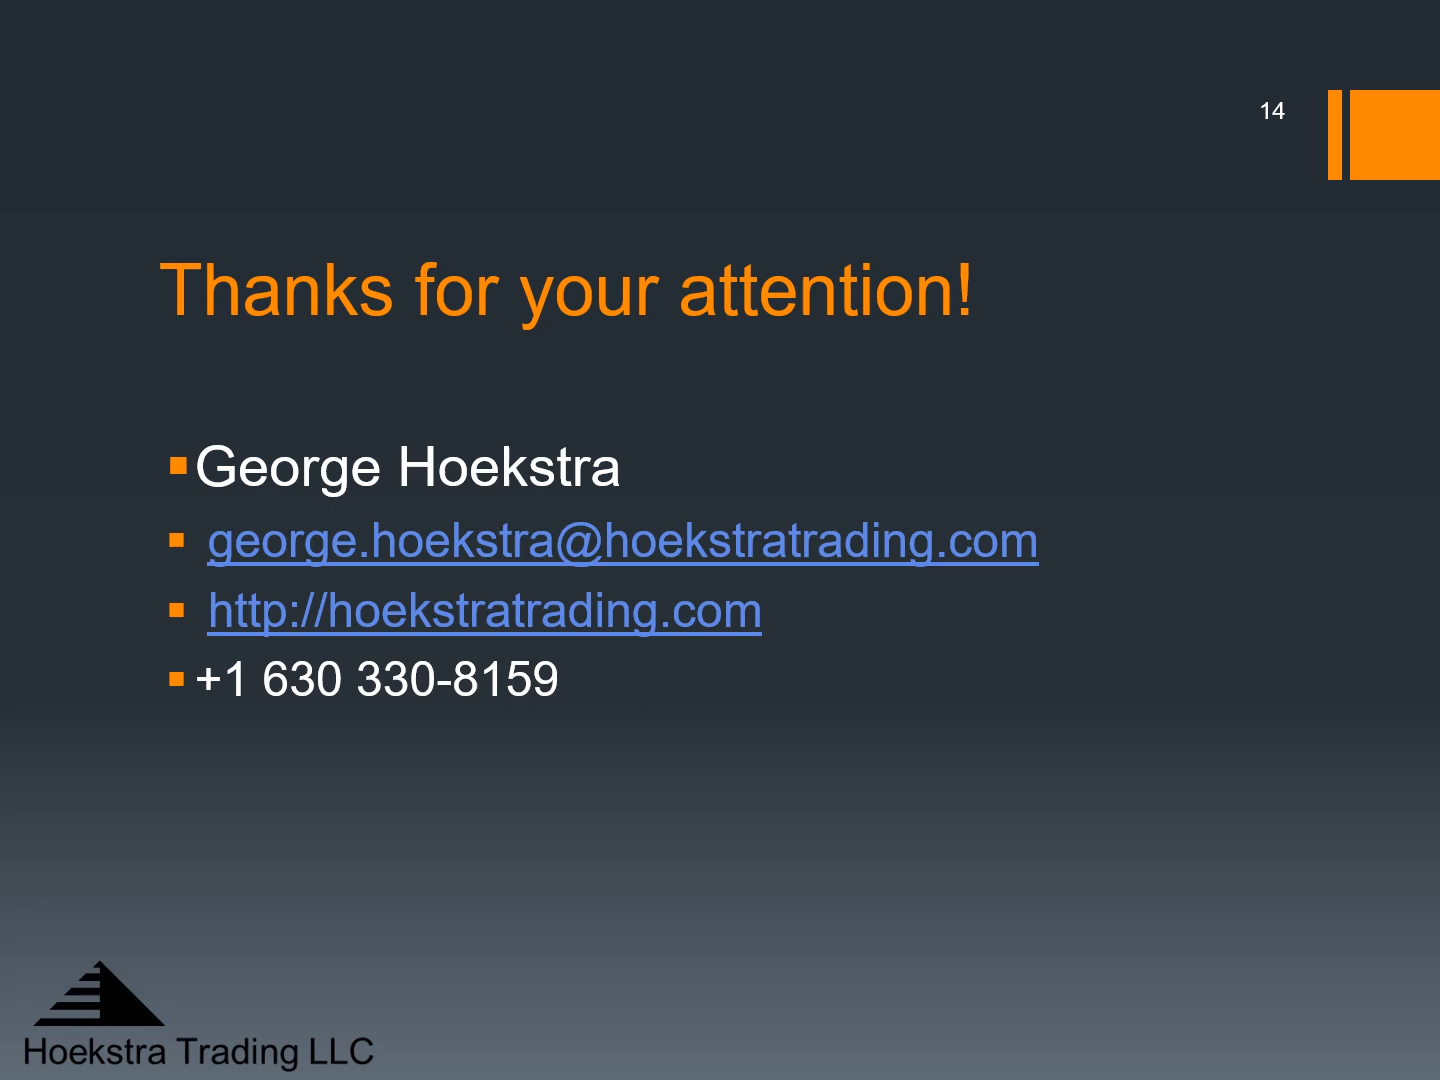 14
Thanks for your attention!
George Hoekstra
george.hoekstra@hoekstratrading.com
http://hoekstratrading.com
+1 630 330-8159
Hoekstra Trading LLC